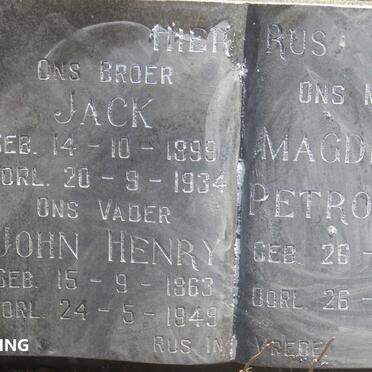 HIER RUS
ONS BROER
JACK
GEB. 14 - 10 - 1899
OORL. 20 - 9 - 1934
ONS VADER
JOHN HENRY
GEB. 15 - 9 - 1863
OORL. 24 - 5 - 1949
ONS M
MAGD
PETRO
GEB. 26 -
OORL. 26 -
RUS IN VREDE
ING